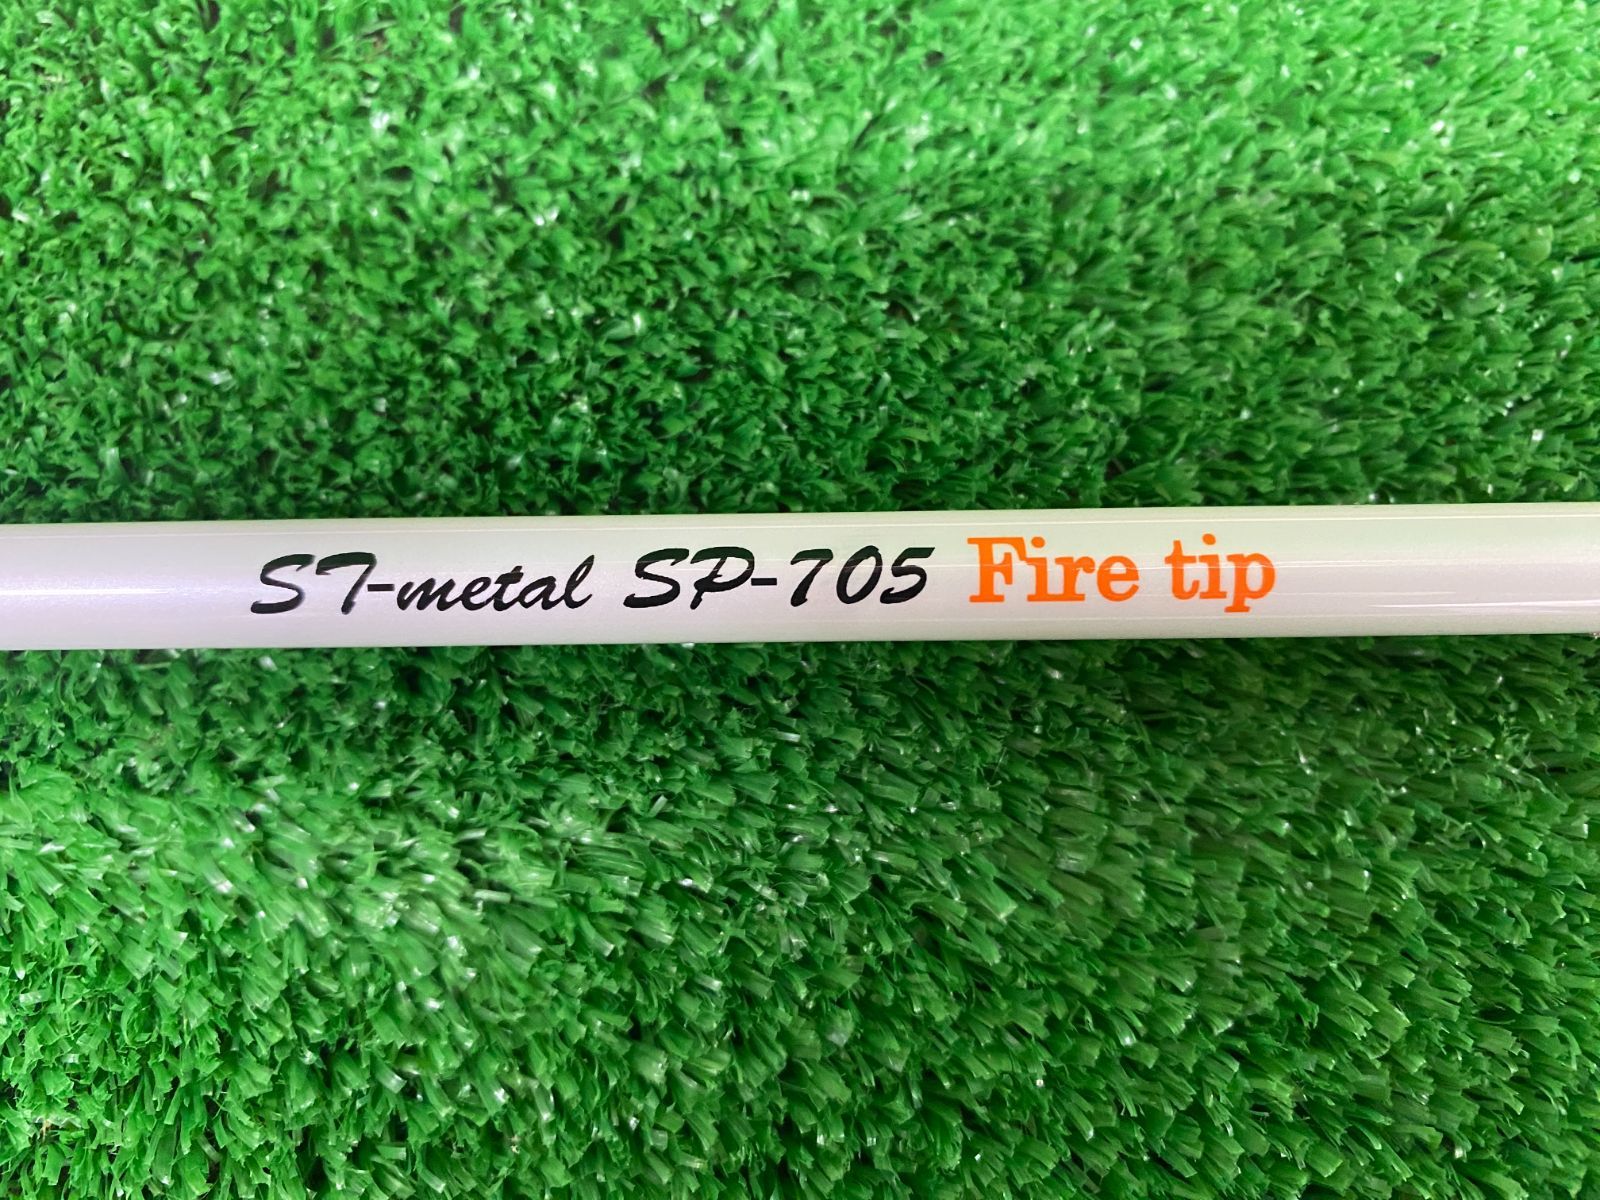 ST-metal SP-705 Fire tip